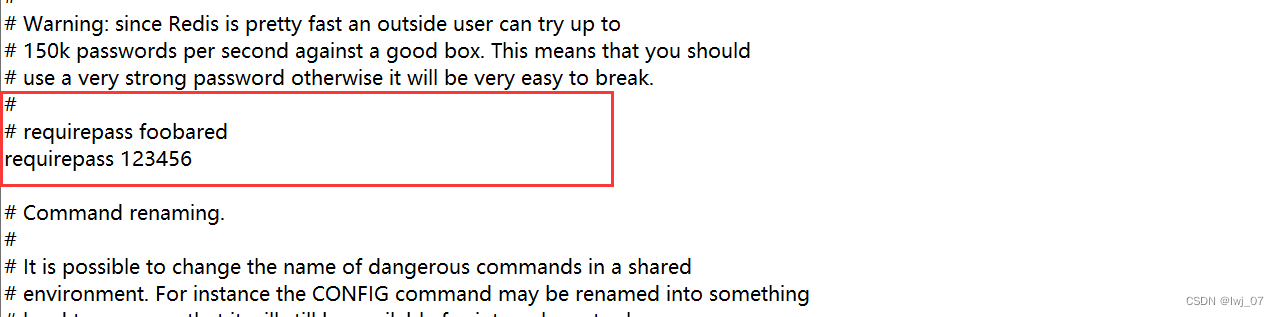 #
# Warning: since Redis is pretty fast an outside user can try up to
# 150k passwords per second against a good box. This means that you should
# use a very strong password otherwise it will be very easy to break.
#
# requirepass foobared
requirepass 123456
# Command renaming.
#
# It is possible to change the name of dangerous commands in a shared
# environment. For instance the CONFIG command may be renamed into something
CSDN @lwj_07